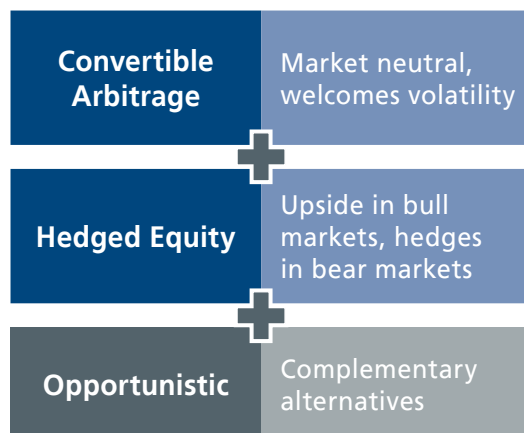 Convertible
Arbitrage
Market neutral,
welcomes volatility
Hedged Equity
Upside in bull
markets, hedges
in bear markets
Opportunistic
Complementary
alternatives